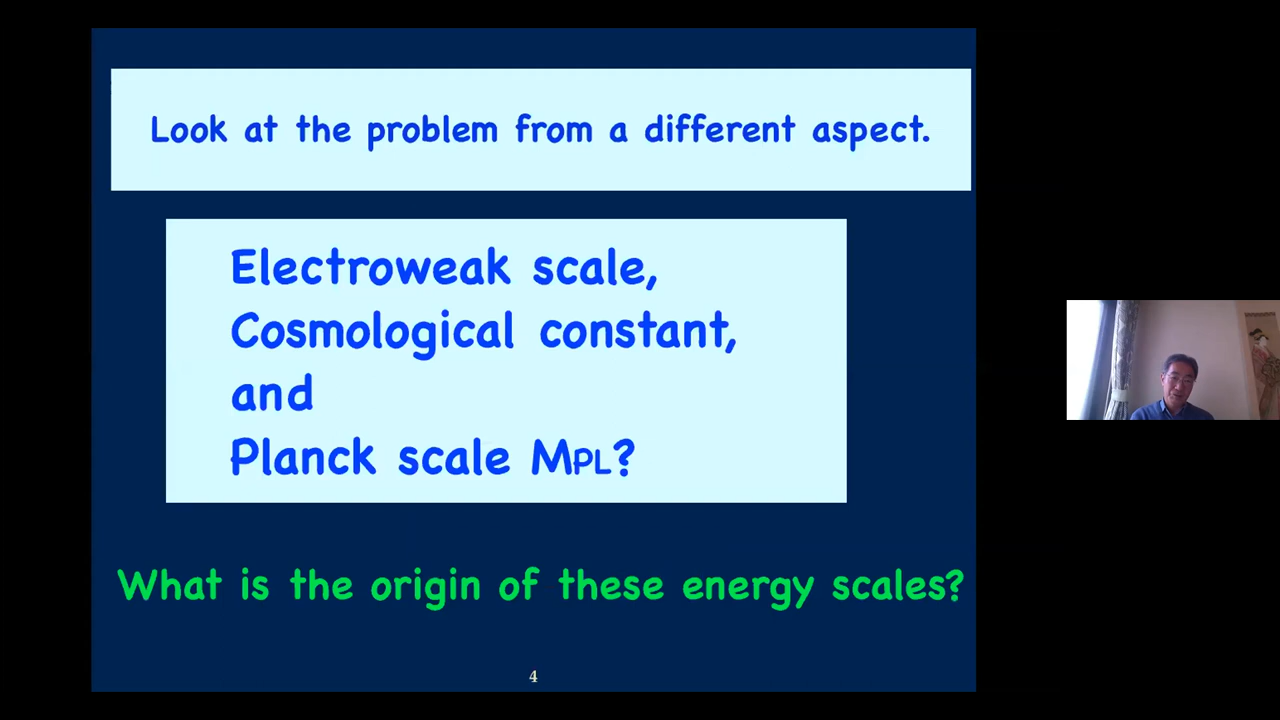 Look at the problem from a different aspect.
Electroweak scale,
Cosmological constant,
and
Planck scale MPL?
What is the origin of these energy scales?
4